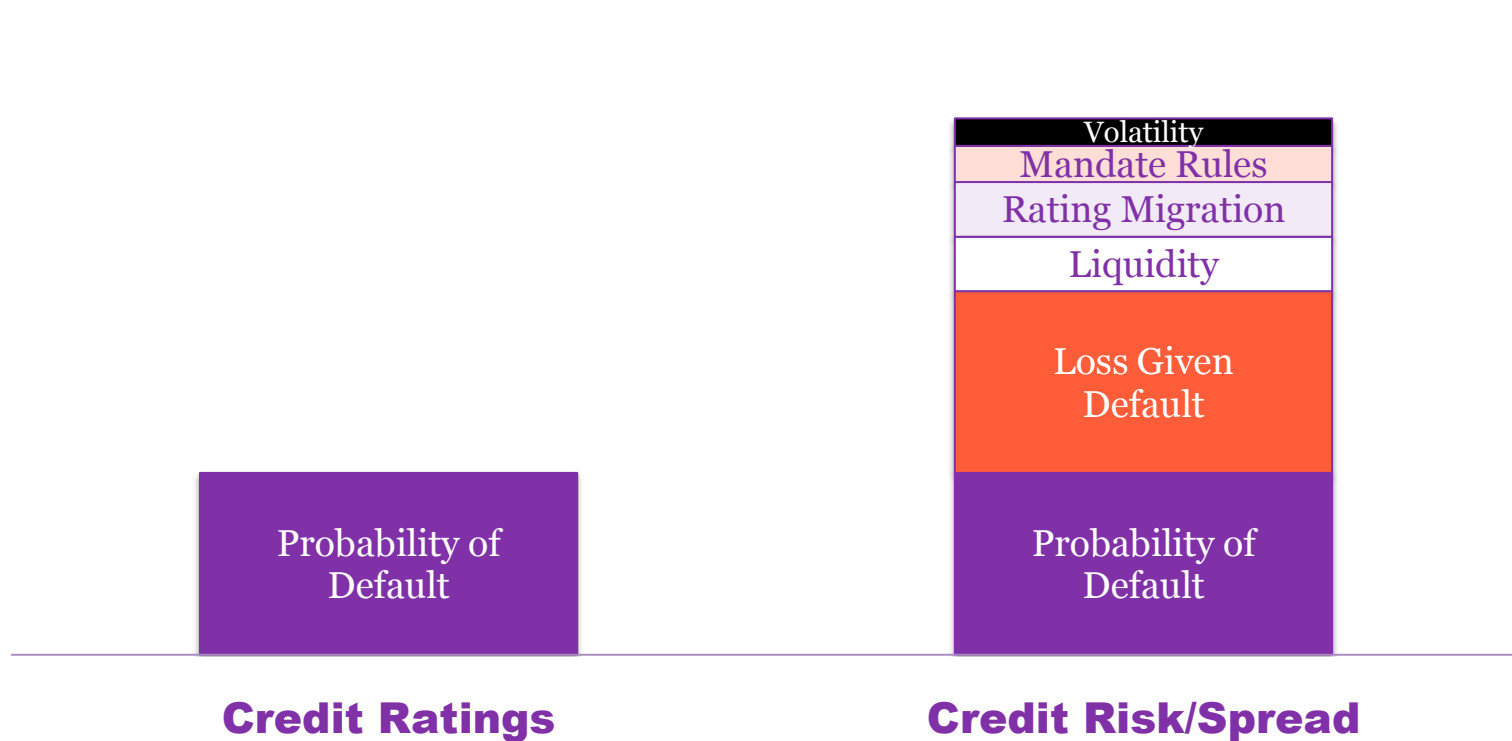 Volatility
Mandate Rules
Rating Migration
Liquidity
Loss Given
Default
Probability of
Default
Probability of
Default
Credit Ratings
Credit Risk/Spread